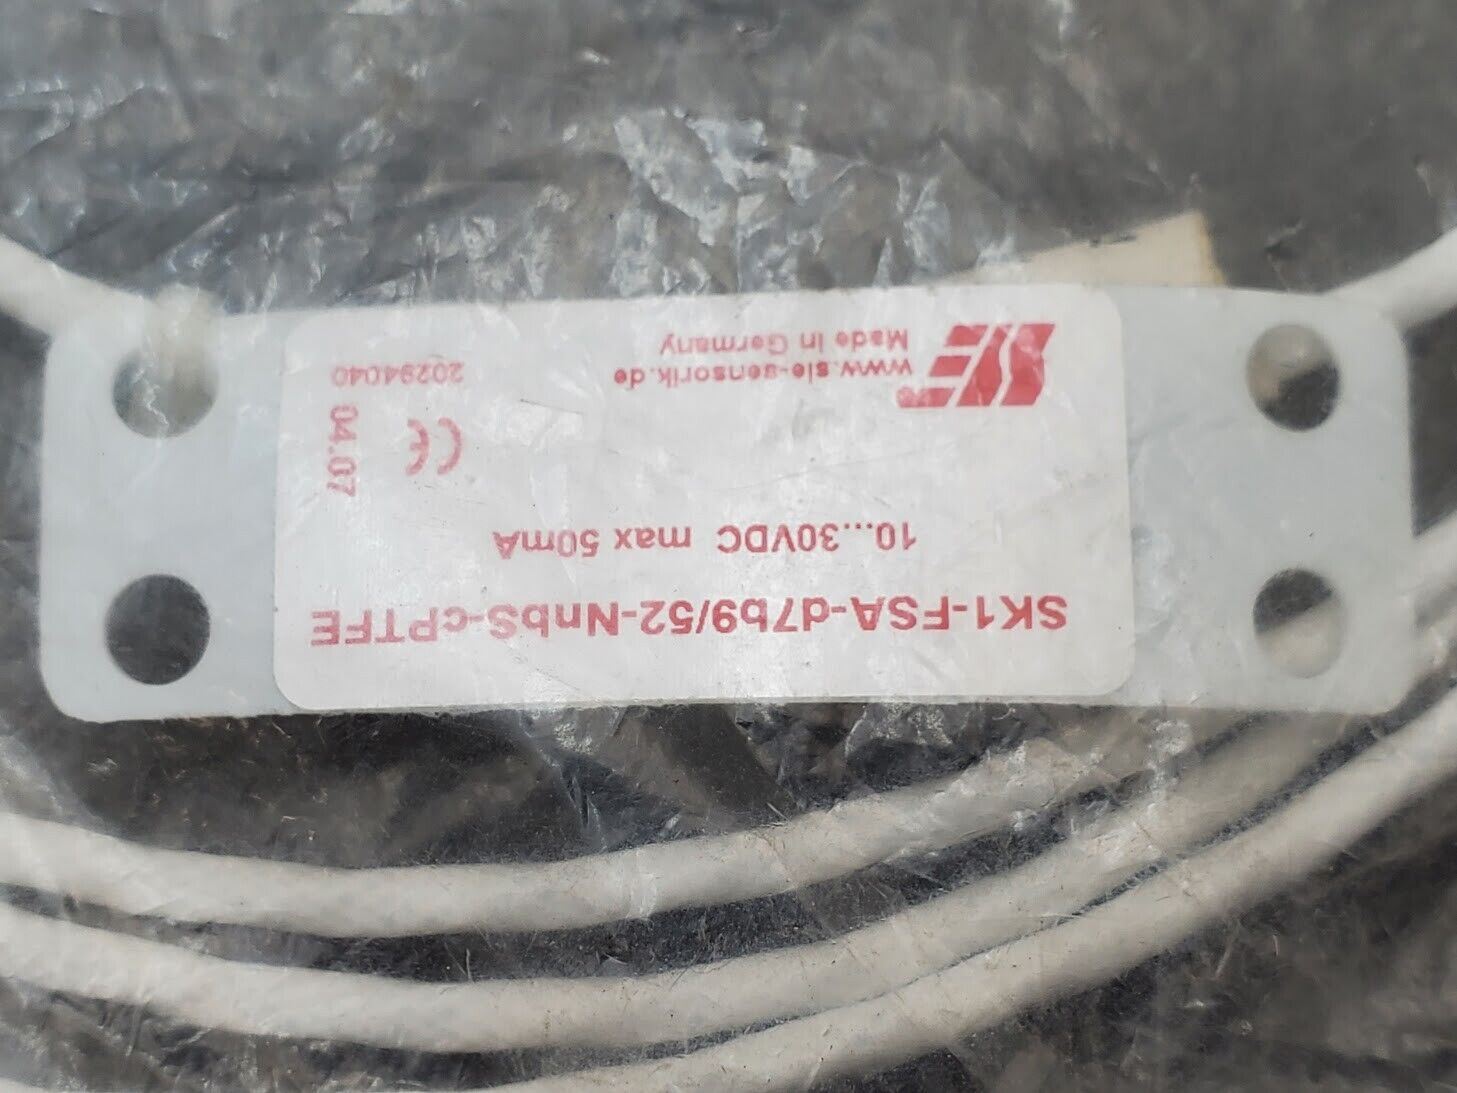 SK1-FSA-d7b9/52-NnbS-cPTFE
10...30VDC max 50mA
CE 04.07
SIE
www.sie-sensorik.de 20294040
Made in Germany